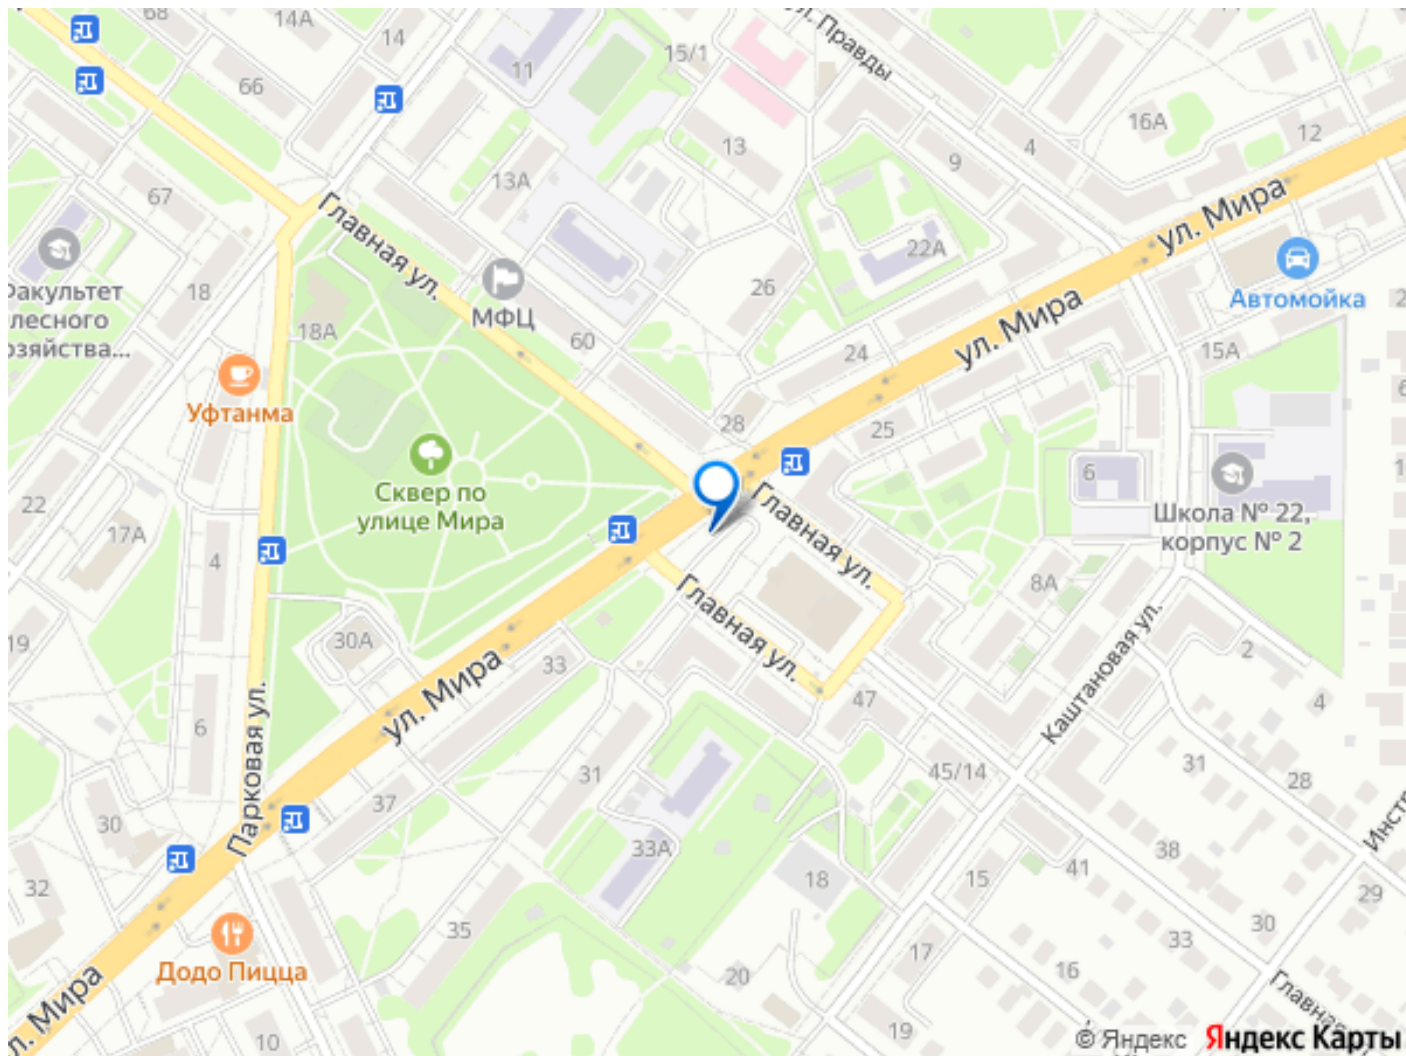 68
14А
14
ул. Правды
15/1
11
66
16А
12
13
4
9
13А
67
Главная ул.
ул. Мира
22А
Факультет
лесного
хозяйства...
18
МФЦ
26
Автомойка
ул. Мира
18А
60
24
15А
Уфтанма
28
25
6
Сквер по
улице Мира
22
Главная ул.
Школа № 22,
корпус № 2
17А
4
8А
Главная ул.
19
30А
33
Каштановая ул.
2
4
ул. Мира
47
6
Парковая ул.
31
45/14
31
28
37
30
33А
38
41
18
15
32
29
35
30
17
33
Додо Пицца
20
16
ул. Мира
10
19
© Яндекс
Яндекс Карты